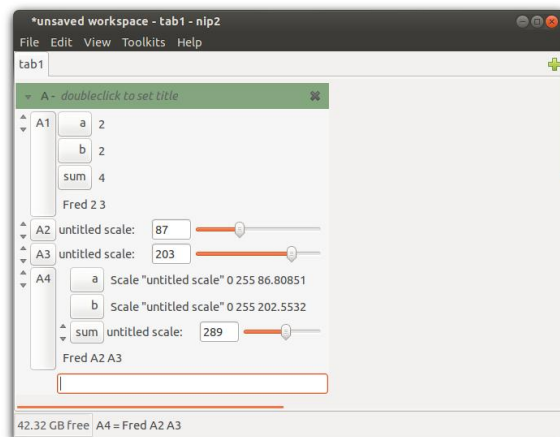 *unsaved workspace - tab1 - nip2
File Edit View Toolkits Help
tab1
A - doubleclick to set title
A1 a 2
b 2
sum 4
Fred 2 3
A2 untitled scale: 87
A3 untitled scale: 203
A4 a Scale "untitled scale" 0 255 86.80851
b Scale "untitled scale" 0 255 202.5532
sum untitled scale: 289
Fred A2 A3
42.32 GB free A4 = Fred A2 A3